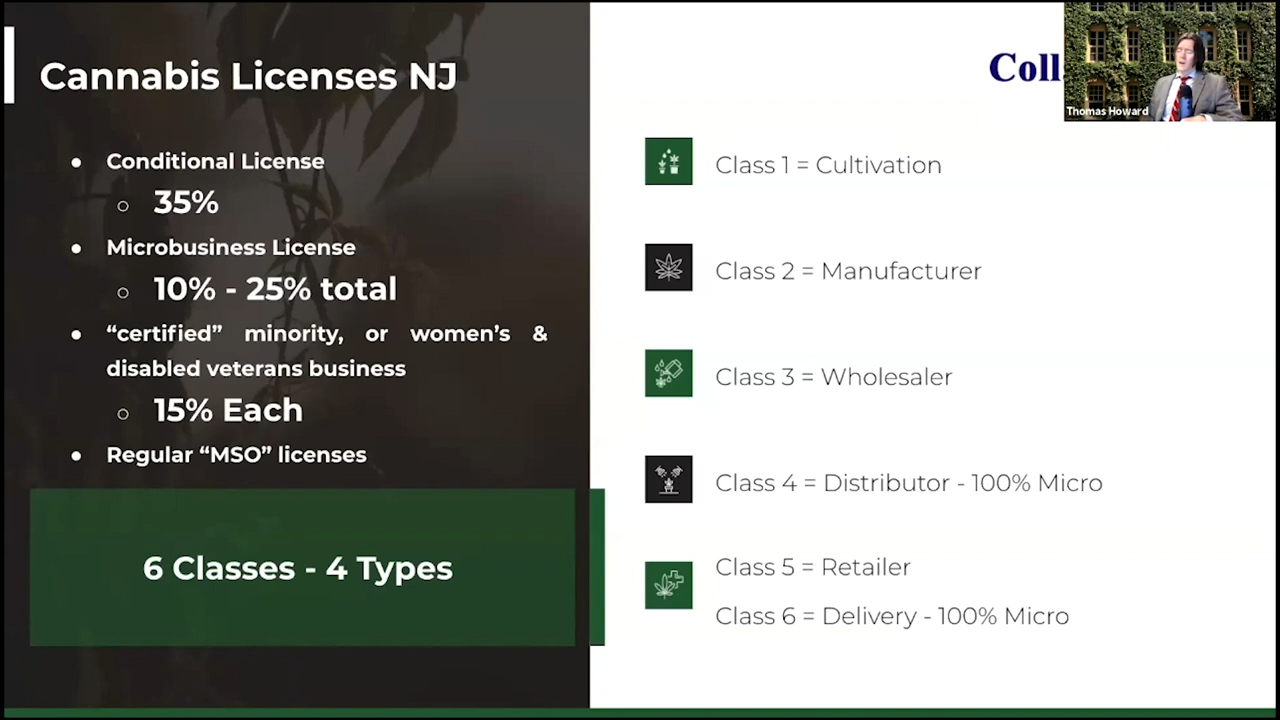 Cannabis Licenses NJ
Conditional License
35%
Microbusiness License
10% - 25% total
“certified” minority, or women’s &
disabled veterans business
15% Each
Regular “MSO” licenses
6 Classes - 4 Types
Thomas Howard
Class 1 = Cultivation
Class 2 = Manufacturer
Class 3 = Wholesaler
Class 4 = Distributor - 100% Micro
Class 5 = Retailer
Class 6 = Delivery - 100% Micro